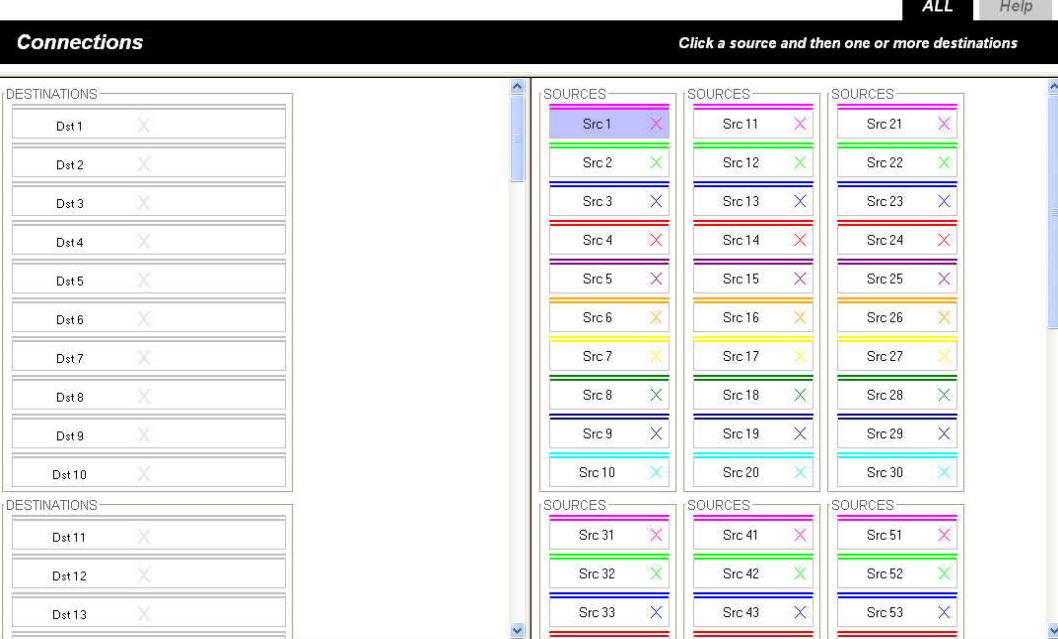 ALL Help
Connections Click a source and then one or more destinations
DESTINATIONS
Dst 1 X
Dst 2 X
Dst 3 X
Dst 4 X
Dst 5 X
Dst 6 X
Dst 7 X
Dst 8 X
Dst 9 X
Dst 10 X
DESTINATIONS
Dst 11 X
Dst 12 X
Dst 13 X
SOURCES SOURCES SOURCES
Src 1 X Src 11 X Src 21 X
Src 2 X Src 12 X Src 22 X
Src 3 X Src 13 X Src 23 X
Src 4 X Src 14 X Src 24 X
Src 5 X Src 15 X Src 25 X
Src 6 X Src 16 X Src 26 X
Src 7 X Src 17 X Src 27 X
Src 8 X Src 18 X Src 28 X
Src 9 X Src 19 X Src 29 X
Src 10 X Src 20 X Src 30 X
SOURCES SOURCES SOURCES
Src 31 X Src 41 X Src 51 X
Src 32 X Src 42 X Src 52 X
Src 33 X Src 43 X Src 53 X